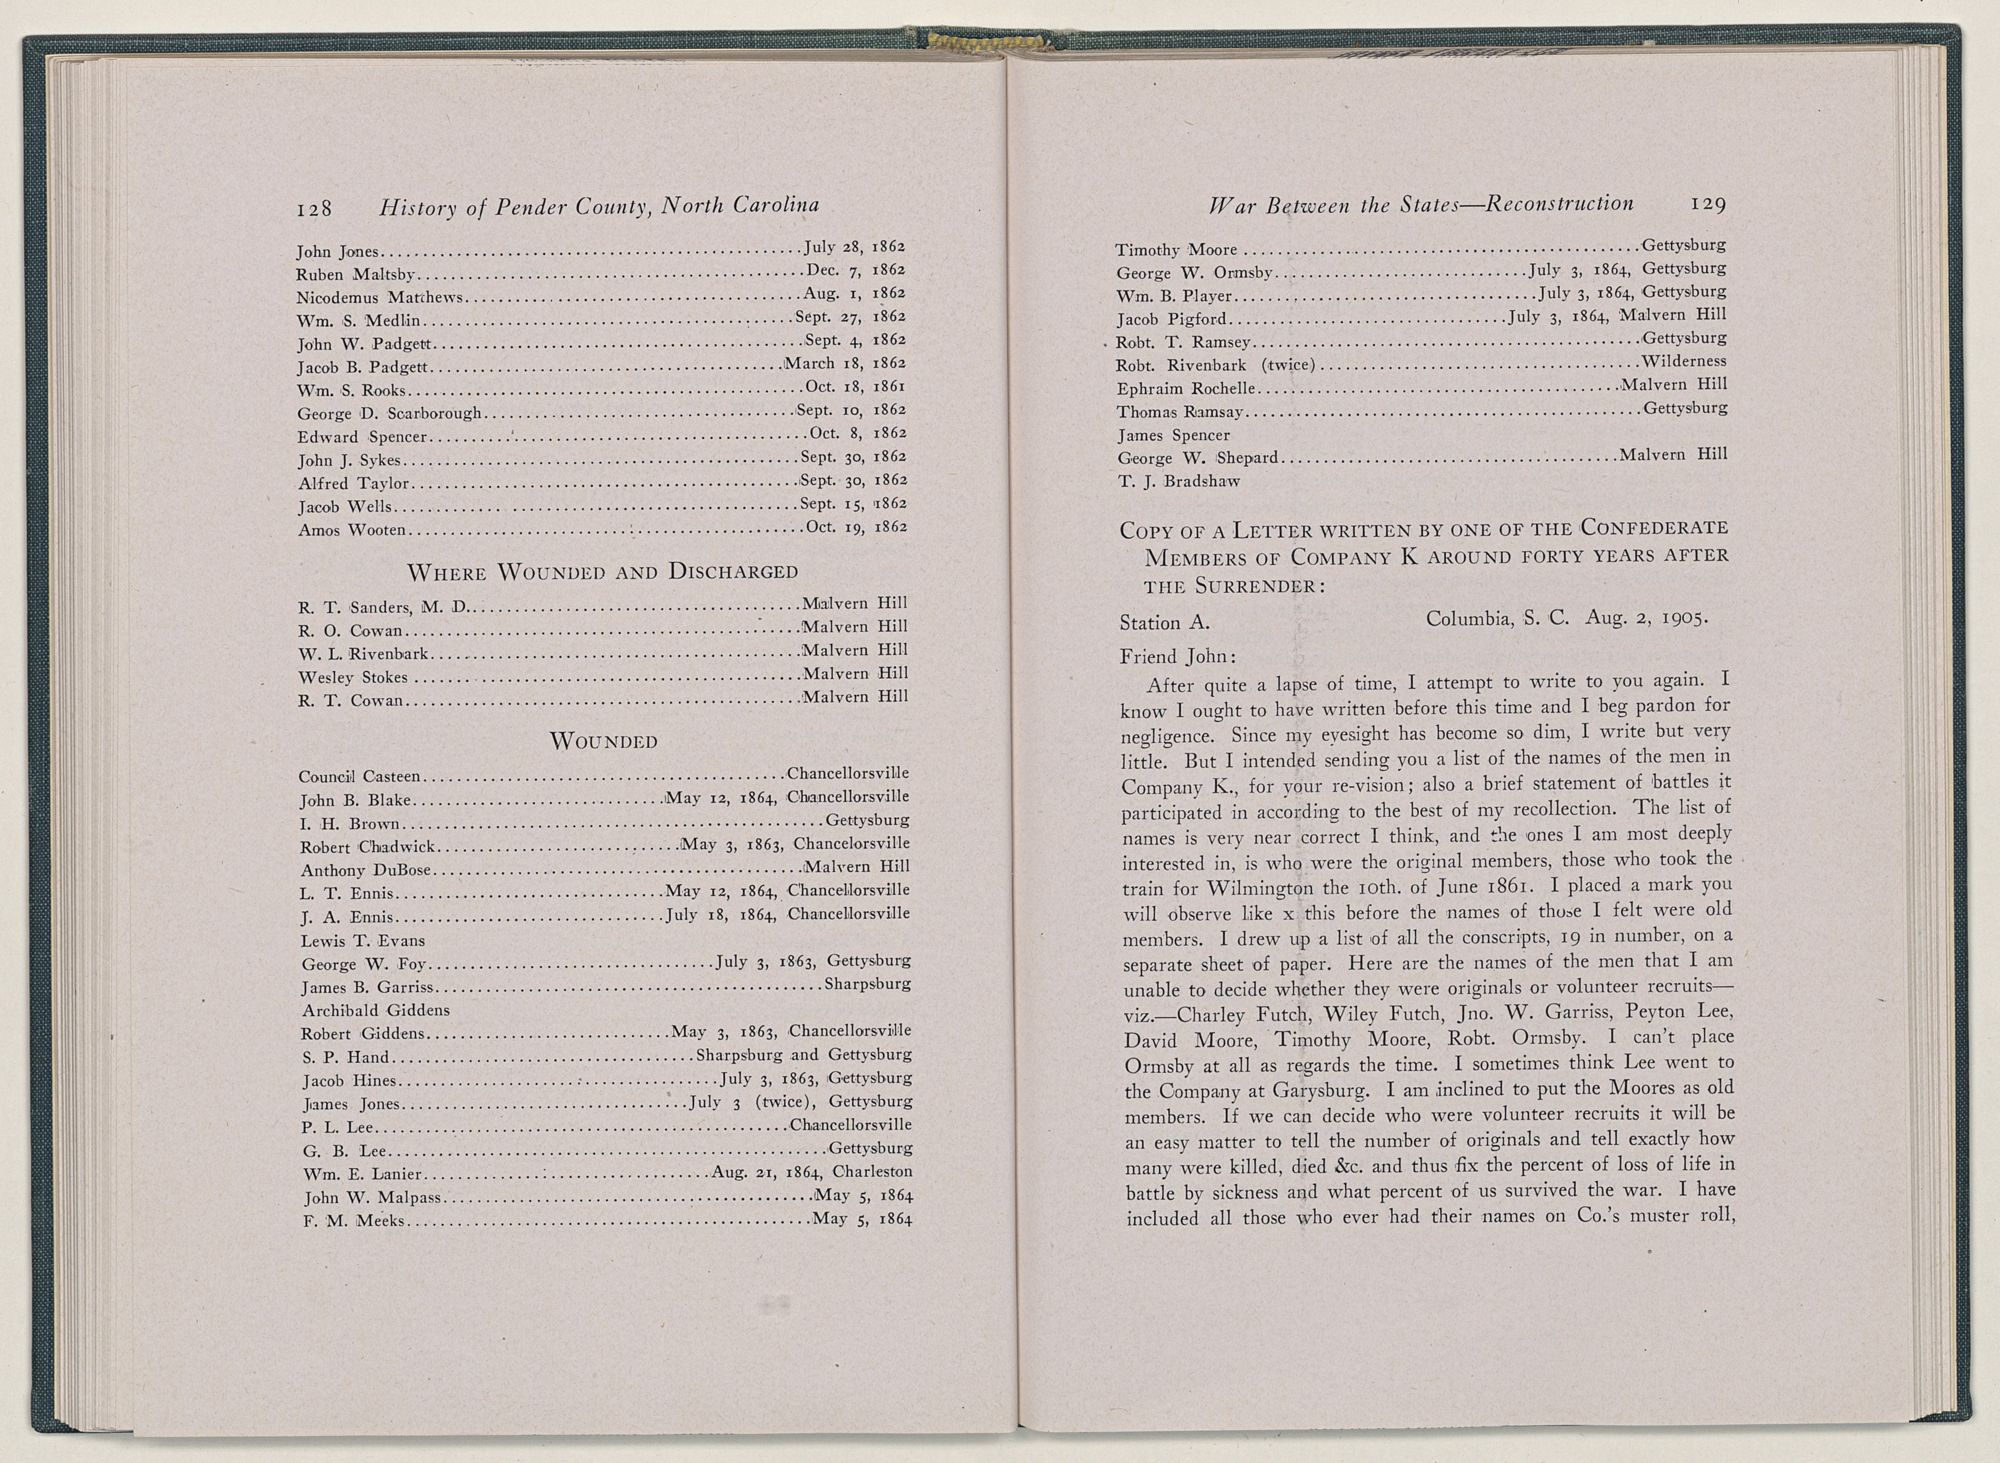 128 History of Pender County, North Carolina
John Jones..........July 28, 1862
Ruben Maltsby..........Dec. 7, 1862
Nicodemus Matthews..........Aug. 1, 1862
Wm. S. Medlin..........Sept. 27, 1862
John W. Padgett..........Sept. 4, 1862
Jacob B. Padgett..........March 18, 1862
Wm. S. Rooks..........Oct. 18, 1861
George D. Scarborough..........Sept. 10, 1862
Edward Spencer..........Oct. 8, 1862
John J. Sykes..........Sept. 30, 1862
Alfred Taylor..........Sept. 30, 1862
Jacob Wells..........Sept. 15, 1862
Amos Wooten..........Oct. 19, 1862
WHERE WOUNDED AND DISCHARGED
R. T. Sanders, M. D...........Malvern Hill
R. O. Cowan..........Malvern Hill
W. L. Rivenbark..........Malvern Hill
Wesley Stokes ..........Malvern Hill
R. T. Cowan..........Malvern Hill
WOUNDED
Council Casteen..........Chancellorsville
John B. Blake..........May 12, 1864, Chancellorsville
I. H. Brown..........Gettysburg
Robert Chadwick..........May 3, 1863, Chancelorsville
Anthony DuBose..........Malvern Hill
L. T. Ennis..........May 12, 1864, Chancellorsville
J. A. Ennis..........July 18, 1864, Chancellorsville
Lewis T. Evans
George W. Foy..........July 3, 1863, Gettysburg
James B. Garriss..........Sharpsburg
Archibald Giddens
Robert Giddens..........May 3, 1863, Chancellorsville
S. P. Hand..........Sharpsburg and Gettysburg
Jacob Hines..........July 3, 1863, Gettysburg
James Jones..........July 3 (twice), Gettysburg
P. L. Lee..........Chancellorsville
G. B. Lee..........Gettysburg
Wm. E. Lanier..........Aug. 21, 1864, Charleston
John W. Malpass..........May 5, 1864
F. M. Meeks..........May 5, 1864
War Between the States—Reconstruction 129
Timothy Moore ..........Gettysburg
George W. Ormsby..........July 3, 1864, Gettysburg
Wm. B. Player..........July 3, 1864, Gettysburg
Jacob Pigford..........July 3, 1864, Malvern Hill
Robt. T. Ramsey..........Gettysburg
Robt. Rivenbark (twice)..........Wilderness
Ephraim Rochelle..........Malvern Hill
Thomas Ramsay..........Gettysburg
James Spencer
George W. Shepard..........Malvern Hill
T. J. Bradshaw
COPY OF A LETTER WRITTEN BY ONE OF THE CONFEDERATE
MEMBERS OF COMPANY K AROUND FORTY YEARS AFTER
THE SURRENDER:
Station A. Columbia, S. C. Aug. 2, 1905.
Friend John:
After quite a lapse of time, I attempt to write to you again. I
know I ought to have written before this time and I beg pardon for
negligence. Since my eyesight has become so dim, I write but very
little. But I intended sending you a list of the names of the men in
Company K., for your re-vision; also a brief statement of battles it
participated in according to the best of my recollection. The list of
names is very near correct I think, and the ones I am most deeply
interested in, is who were the original members, those who took the
train for Wilmington the 10th. of June 1861. I placed a mark you
will observe like x this before the names of those I felt were old
members. I drew up a list of all the conscripts, 19 in number, on a
separate sheet of paper. Here are the names of the men that I am
unable to decide whether they were originals or volunteer recruits—
viz.—Charley Futch, Wiley Futch, Jno. W. Garriss, Peyton Lee,
David Moore, Timothy Moore, Robt. Ormsby. I can't place
Ormsby at all as regards the time. I sometimes think Lee went to
the Company at Garysburg. I am inclined to put the Moores as old
members. If we can decide who were volunteer recruits it will be
an easy matter to tell the number of originals and tell exactly how
many were killed, died &c. and thus fix the percent of loss of life in
battle by sickness and what percent of us survived the war. I have
included all those who ever had their names on Co.'s muster roll,